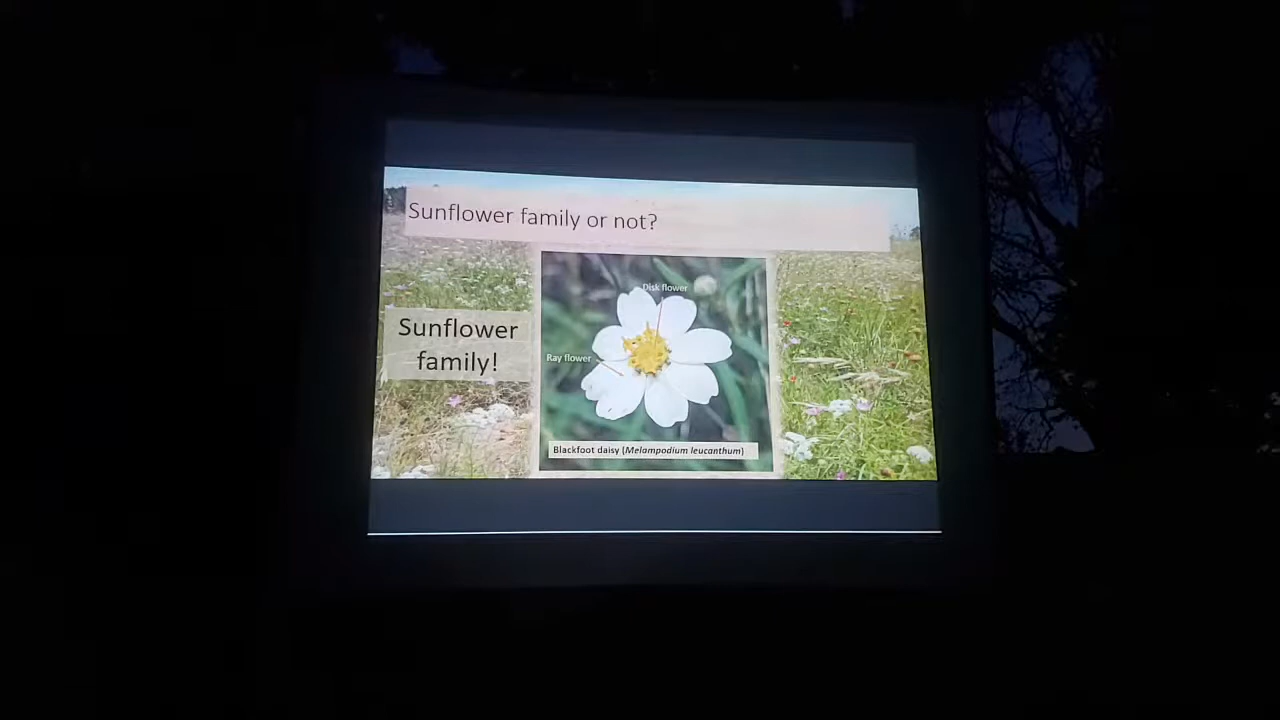 Sunflower family or not?
Disk flower
Sunflower
family!
Ray flower
Blackfoot daisy (Melampodium leucanthum)